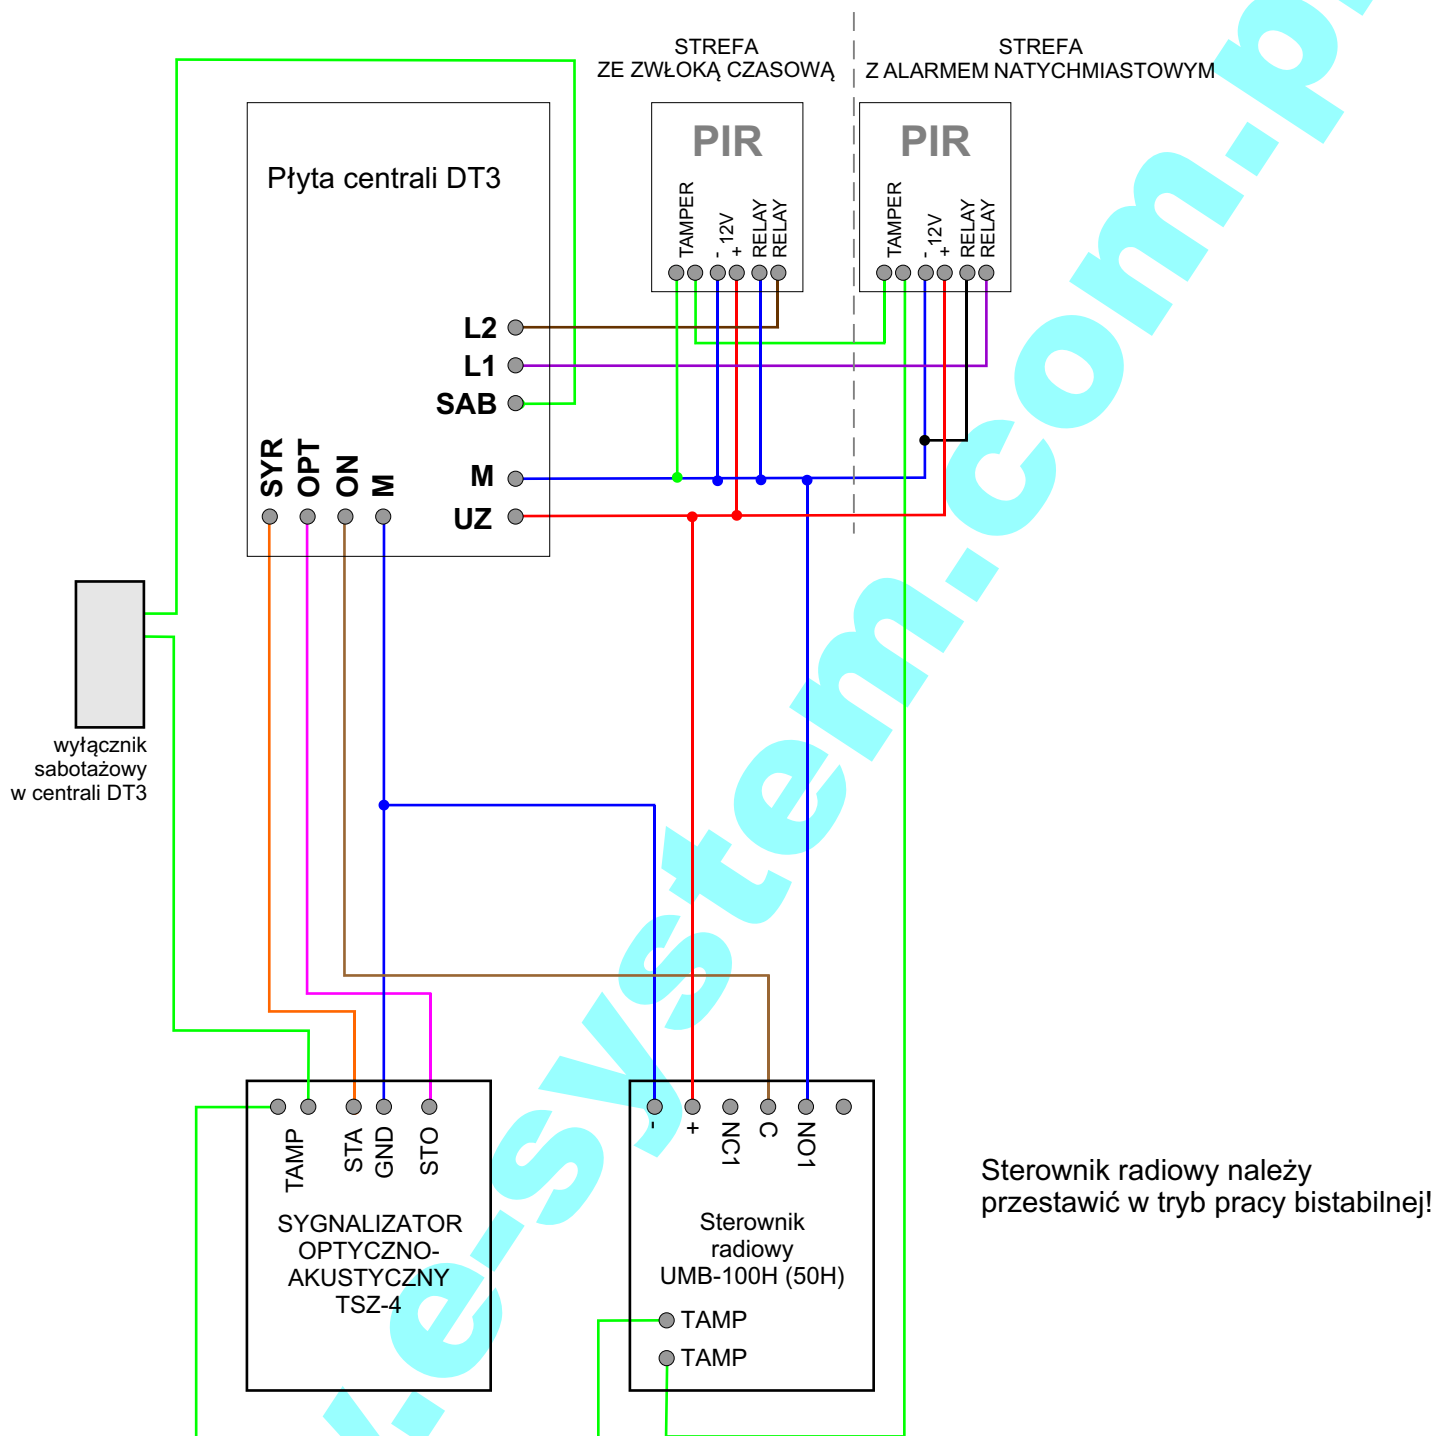 STREFA
ZE ZWŁOKĄ CZASOWĄ
STREFA
Z ALARMEM NATYCHMIASTOWYM
PIR
TAMPER
- 12V +
RELAY
RELAY
PIR
TAMPER
- 12V +
RELAY
RELAY
Płyta centrali DT3
L2
L1
SAB
M
UZ
SYR
OPT
ON
M
wyłącznik
sabotażowy
w centrali DT3
TAMP
STA
GND
STO
SYGNALIZATOR
OPTYCZNO-
AKUSTYCZNY
TSZ-4
-
+
NC1
C
NO1
Sterownik
radiowy
UMB-100H (50H)
TAMP
TAMP
Sterownik radiowy należy
przestawić w tryb pracy bistabilnej!
e-system.com.p